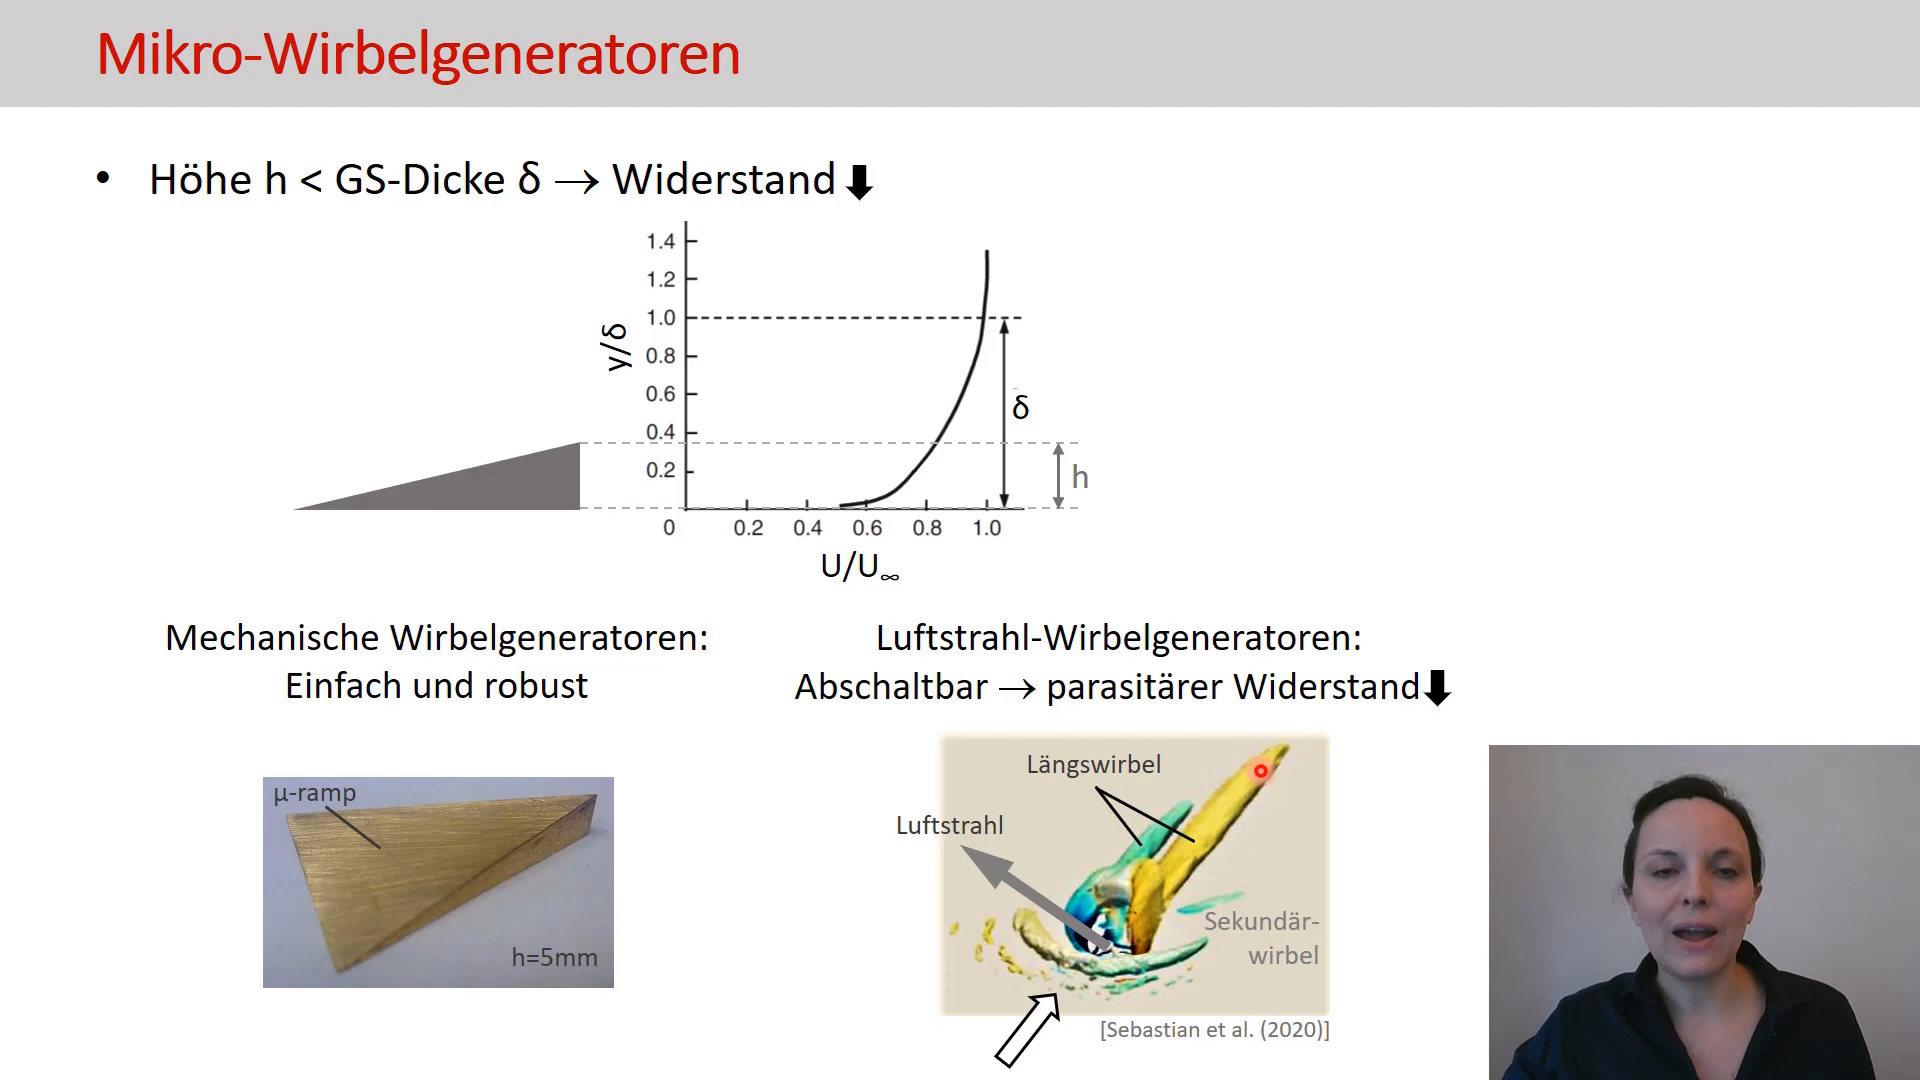 Mikro-Wirbelgeneratoren
• Höhe h < GS-Dicke δ → Widerstand⬇
1.4
1.2
1.0
0.8
0.6
0.4
0.2
0
y/δ
δ
h
0.2 0.4 0.6 0.8 1.0
U/U∞
Mechanische Wirbelgeneratoren:
Einfach und robust
µ-ramp
h=5mm
Luftstrahl-Wirbelgeneratoren:
Abschaltbar → parasitärer Widerstand⬇
Längswirbel
Luftstrahl
Sekundär-
wirbel
[Sebastian et al. (2020)]